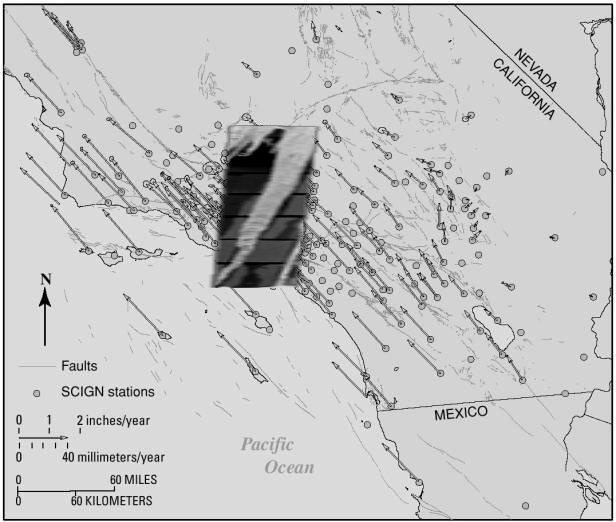 NEVADA
CALIFORNIA
N
Faults
SCIGN stations
0 1 2 inches/year
0 40 millimeters/year
0 60 MILES
0 60 KILOMETERS
MEXICO
Pacific
Ocean